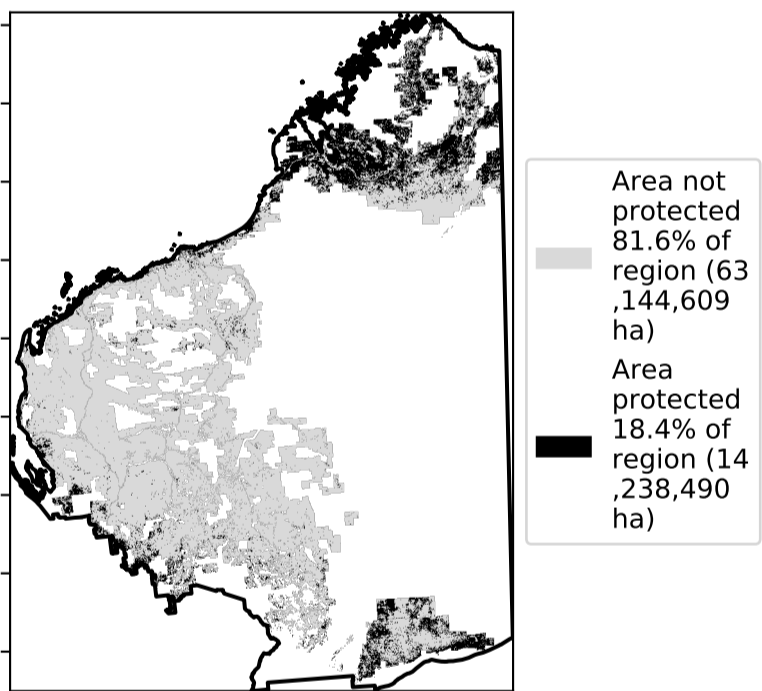 Area not
protected
81.6% of
region (63
,144,609
ha)
Area
protected
18.4% of
region (14
,238,490
ha)